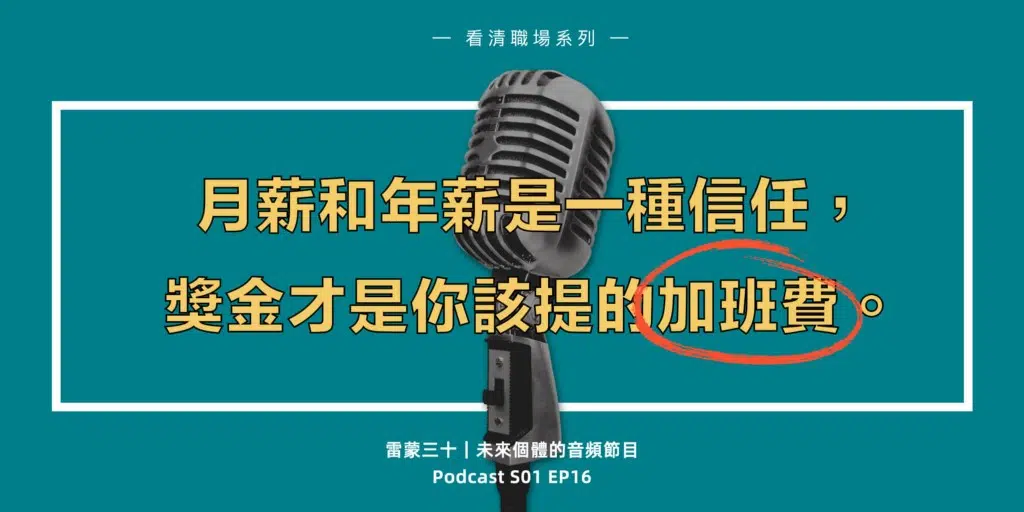 — 看清職場系列 —
月薪和年薪是一種信任，
獎金才是你該提的加班費。
雷蒙三十｜未來個體的音頻節目
Podcast S01 EP16